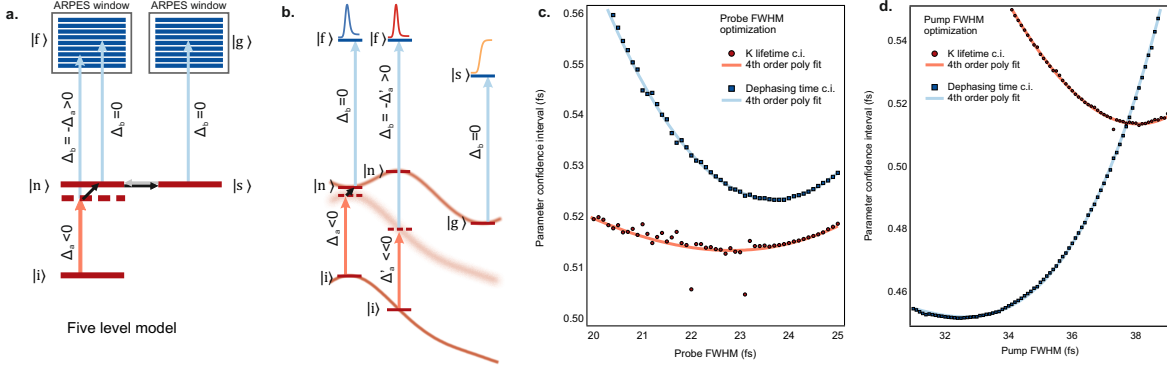 a.
ARPES window
ARPES window
|f⟩
|g⟩
Δb = -Δa >0
Δb =0
|n⟩
|s⟩
Δa <0
|i⟩
Five level model
b.
|f⟩
|f⟩
|s⟩
Δb =0
Δb = -Δ'a >0
Δb =0
|n⟩
|n⟩
|g⟩
Δa <0
Δ'a <<0
|i⟩
|i⟩
c.
Probe FWHM
optimization
K lifetime c.i.
4th order poly fit
Dephasing time c.i.
4th order poly fit
Parameter confidence interval (fs)
0.56
0.55
0.54
0.53
0.52
0.51
0.50
20
21
22
23
24
25
Probe FWHM (fs)
d.
Pump FWHM
optimization
K lifetime c.i.
4th order poly fit
Dephasing time c.i.
4th order poly fit
Parameter confidence interval (fs)
0.54
0.52
0.50
0.48
0.46
32
34
36
38
Pump FWHM (fs)